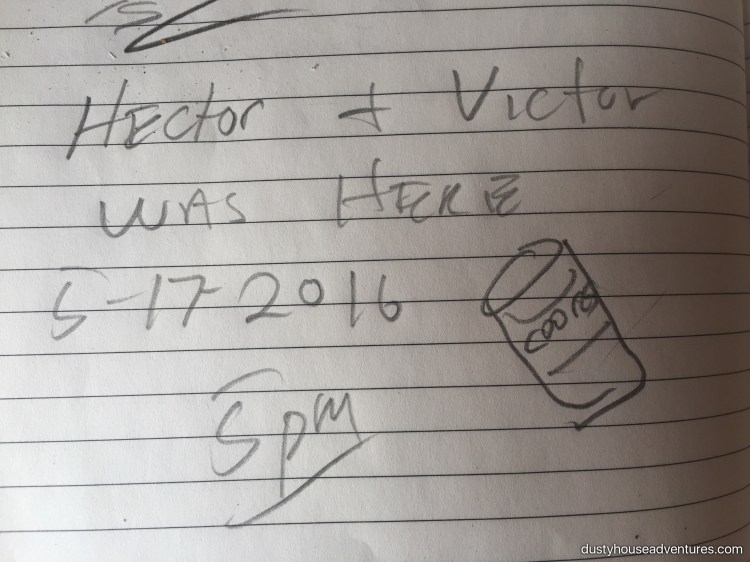 HEctor + Victor
WAS HERE
5-17 2016
COORS
5pm
dustyhouseadventures.com